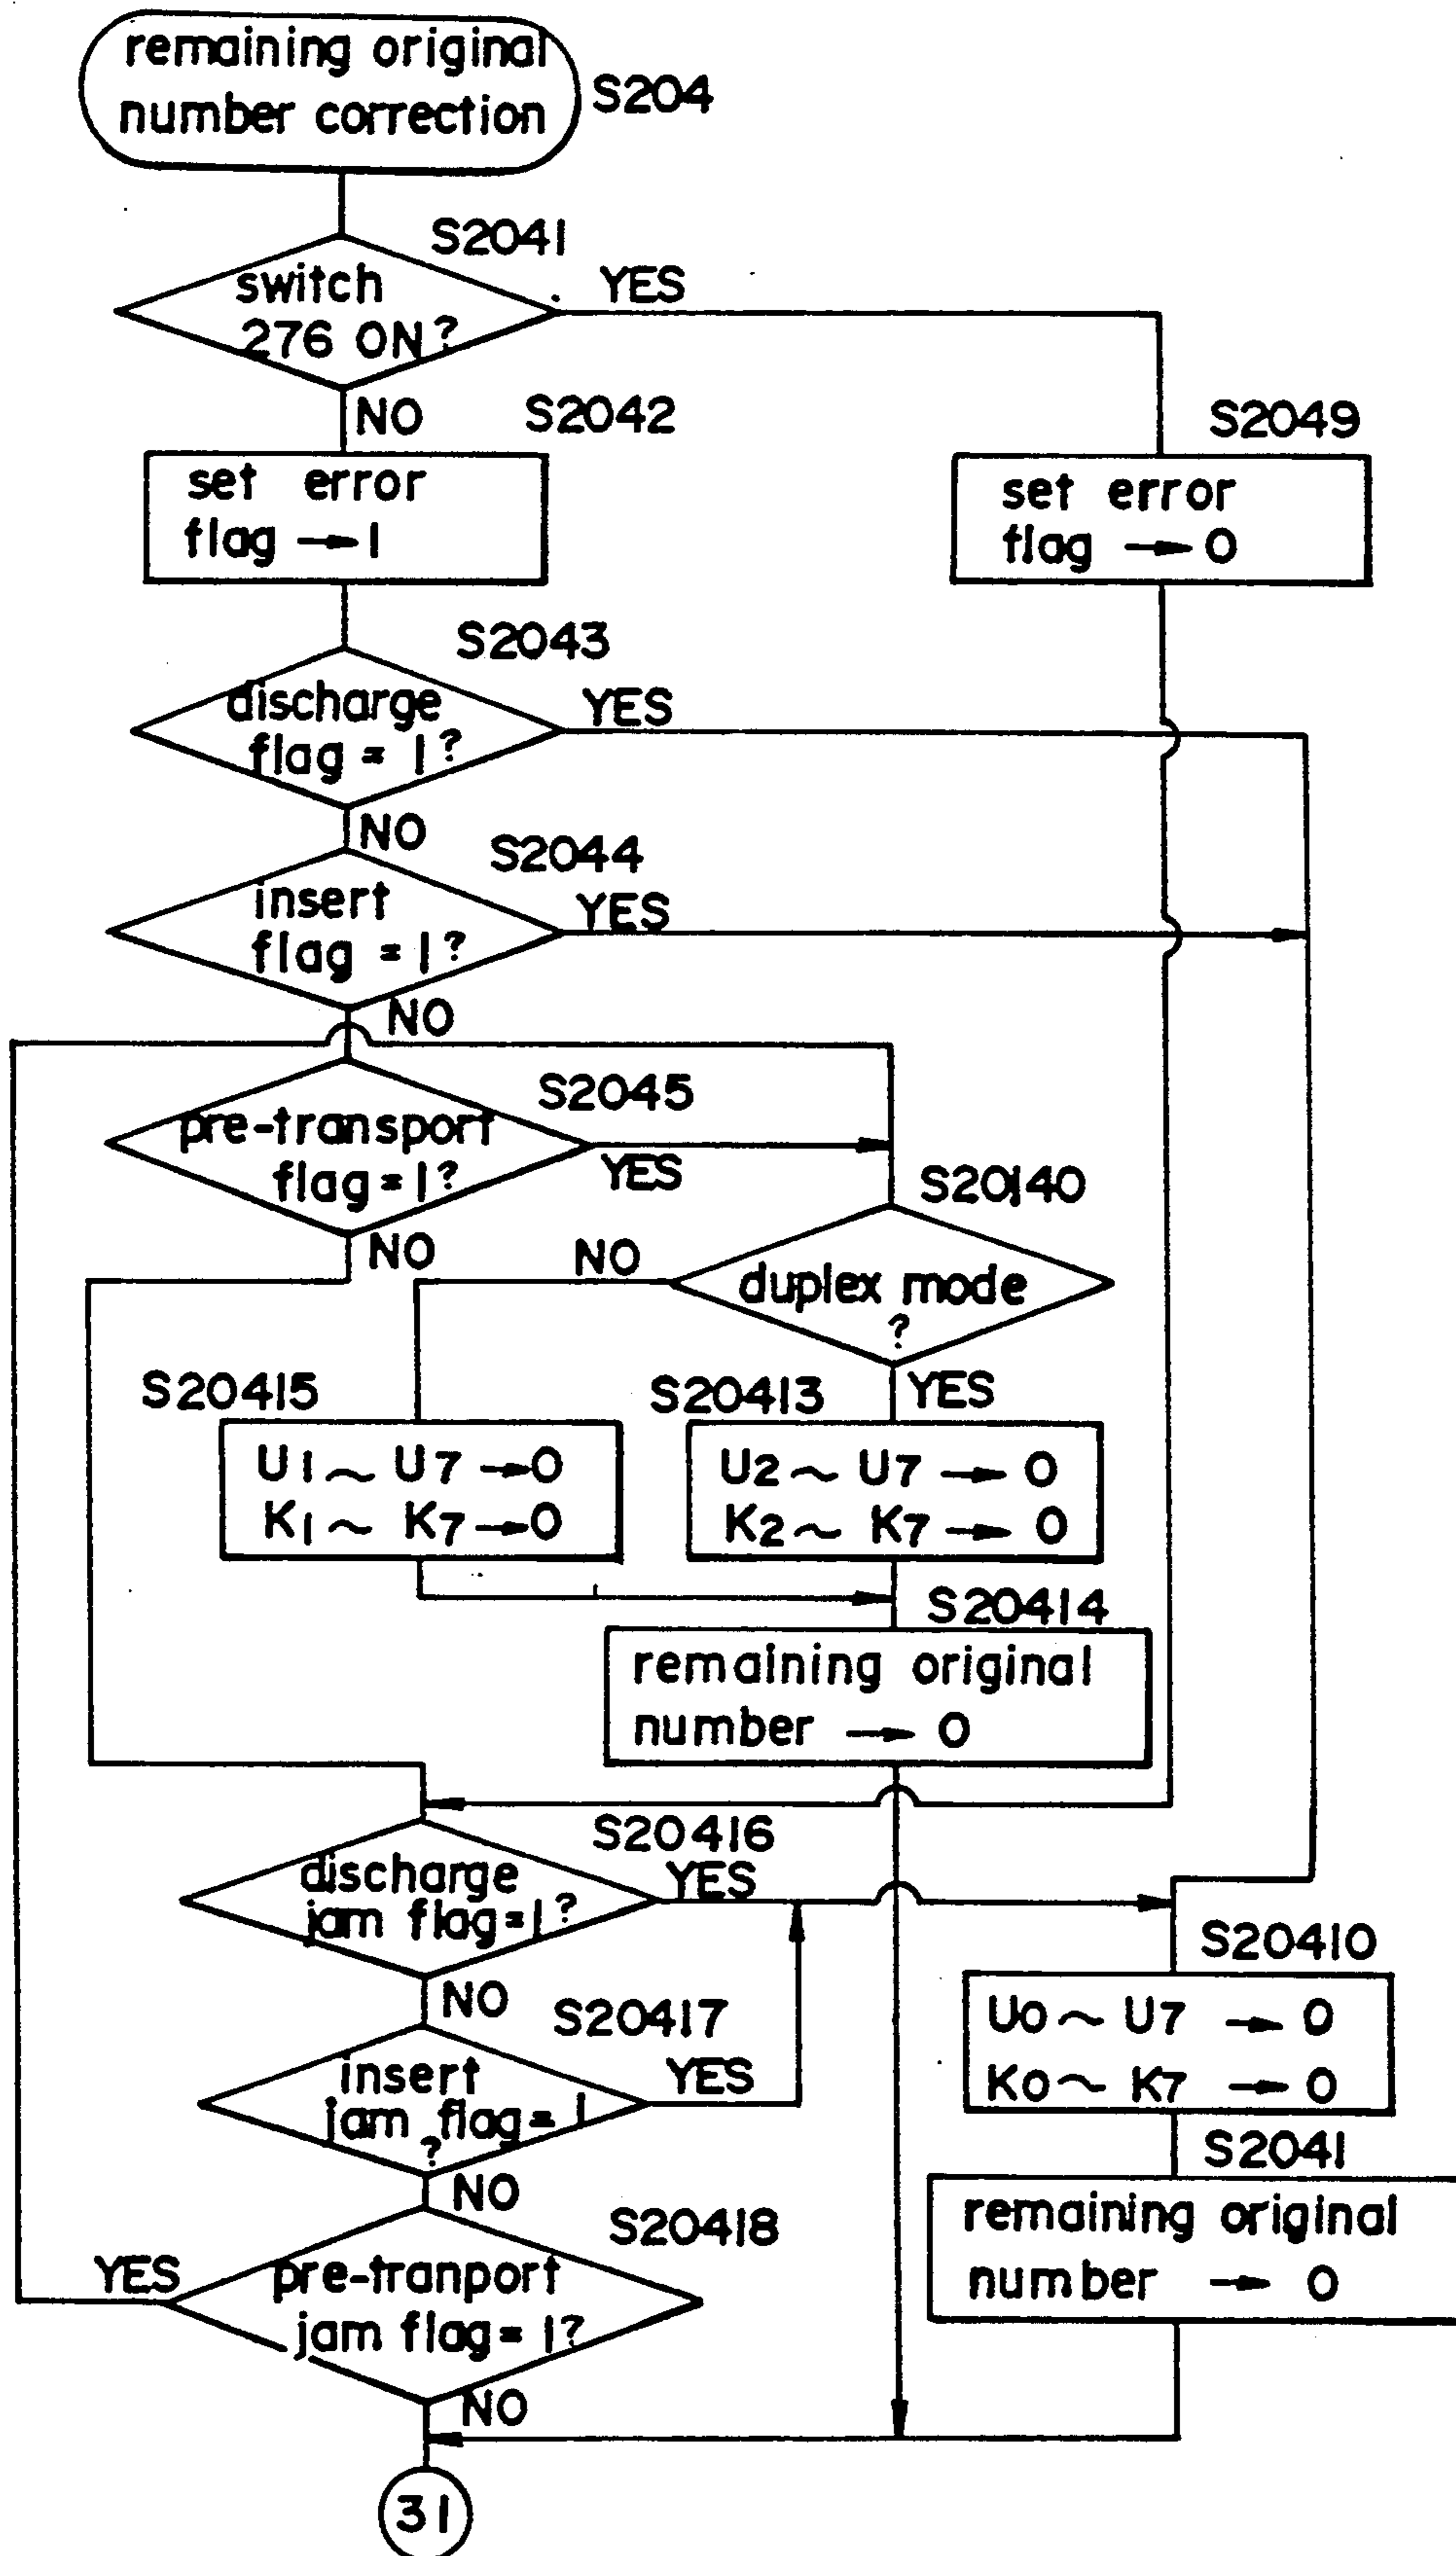 remaining original
number correction
S204
S2041
switch
276 ON?
YES
NO
S2042
S2049
set error
flag → 1
set error
flag → 0
S2043
discharge
flag = 1?
YES
NO
S2044
insert
flag = 1?
YES
NO
S2045
pre-transport
flag = 1?
YES
S20140
NO
NO
duplex mode
?
S20415
S20413
YES
U1 ~ U7 → 0
K1 ~ K7 → 0
U2 ~ U7 → 0
K2 ~ K7 → 0
S20414
remaining original
number → 0
S20416
discharge
jam flag = 1?
YES
S20410
NO
S20417
U0 ~ U7 → 0
K0 ~ K7 → 0
insert
jam flag = 1
?
YES
S2041
NO
S20418
remaining original
number → 0
YES
pre-tranport
jam flag = 1?
NO
31